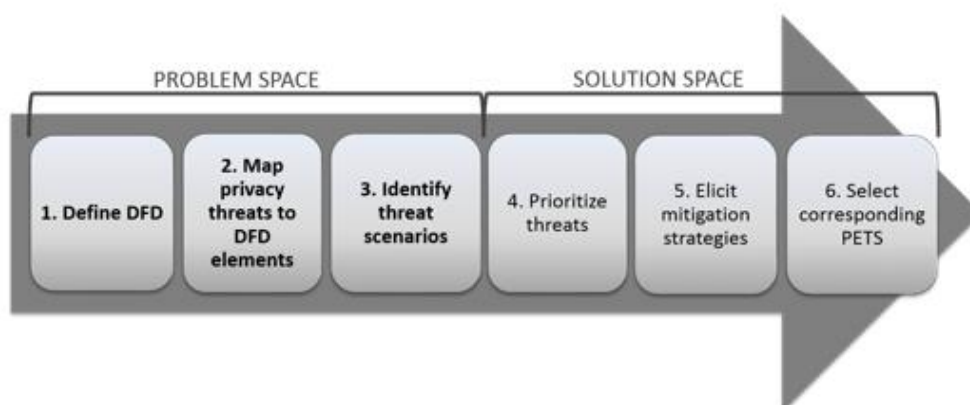 PROBLEM SPACE
SOLUTION SPACE
1. Define DFD
2. Map
privacy
threats to
DFD
elements
3. Identify
threat
scenarios
4. Prioritize
threats
5. Elicit
mitigation
strategies
6. Select
corresponding
PETS